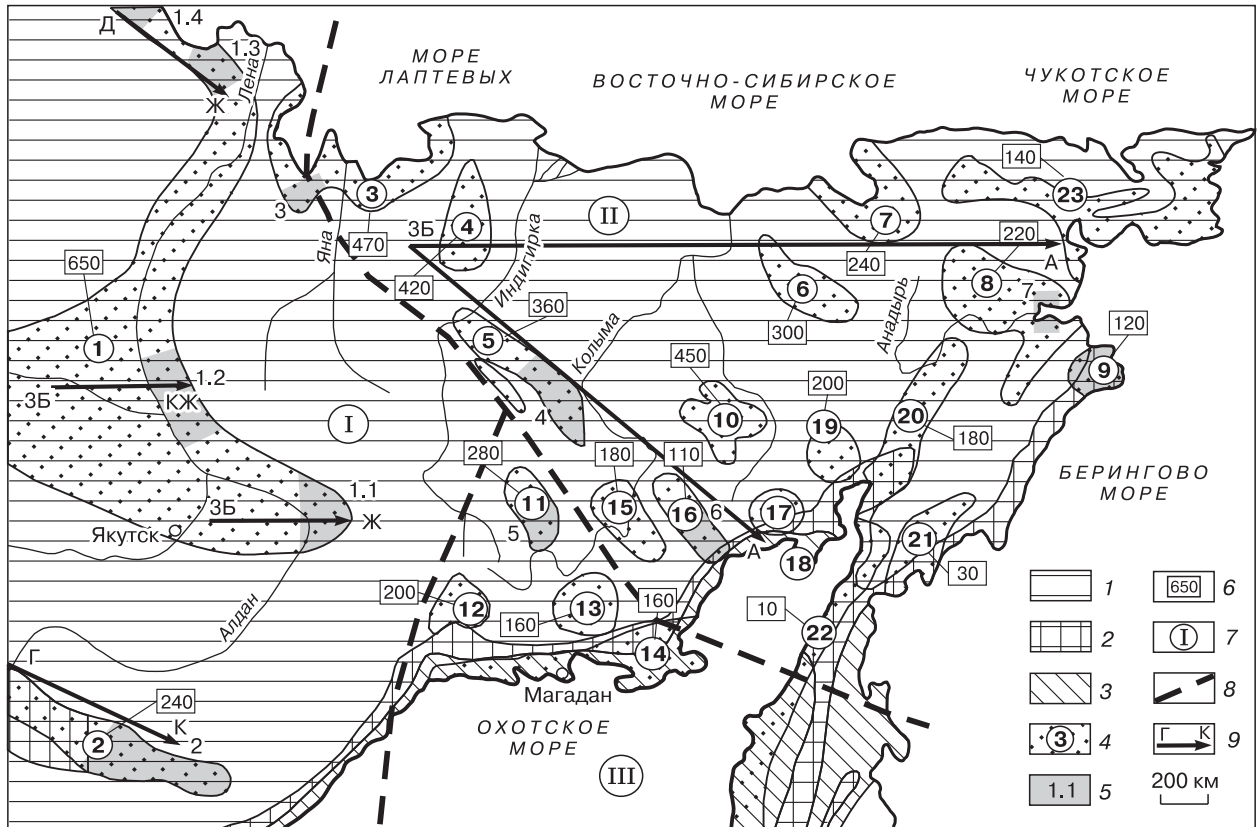 Д
1.4
1.3
Лена
Ж
МОРЕ
ЛАПТЕВЫХ
ВОСТОЧНО-СИБИРСКОЕ
МОРЕ
ЧУКОТСКОЕ
МОРЕ
140
23
3
3
470
Яна
4
420
ЗБ
Индигирка
II
7
240
220
А
8
7
6
300
Анадырь
650
1
360
5
Колыма
120
9
ЗБ
КЖ
1.2
I
4
450
10
200
19
20
180
БЕРИНГОВО
МОРЕ
280
11
5
180
15
110
16
6
А
17
18
21
30
1.1
ЗБ
Ж
Якутск
Алдан
200
12
160
13
160
14
10
22
Магадан
ОХОТСКОЕ
МОРЕ
III
Г
240
К
2
2
1
2
3
3 4
1.1 5
650 6
I 7
8
Г К 9
200 км